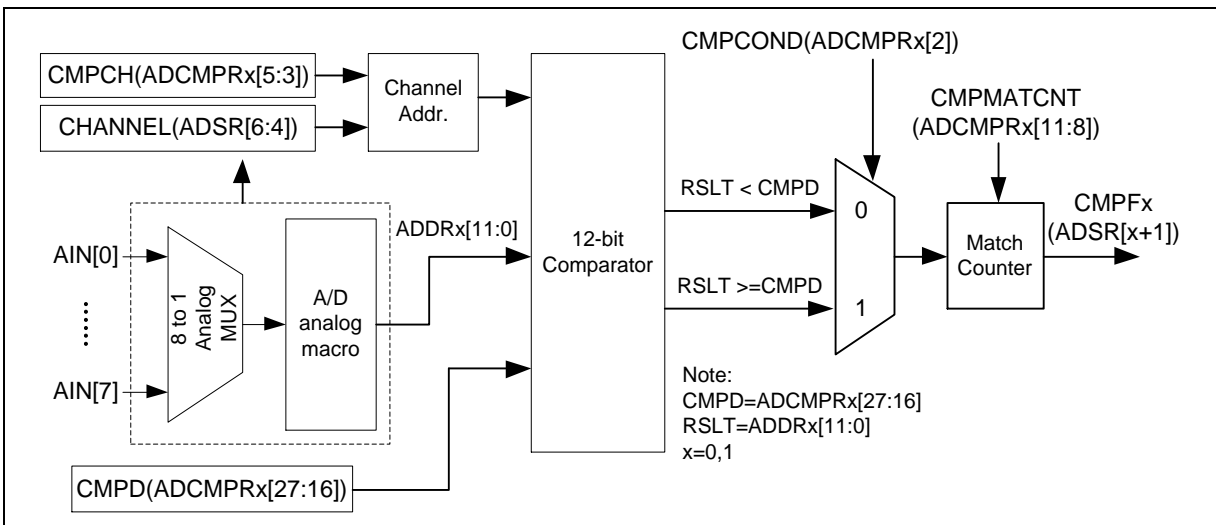 CMPCH(ADCMPRx[5:3])
CHANNEL(ADSR[6:4])
Channel
Addr.
AIN[0]
......
AIN[7]
8 to 1
Analog
MUX
A/D
analog
macro
ADDRx[11:0]
CMPD(ADCMPRx[27:16])
12-bit
Comparator
CMPCOND(ADCMPRx[2])
RSLT < CMPD
RSLT >=CMPD
0
1
CMPMATCNT
(ADCMPRx[11:8])
Match
Counter
CMPFx
(ADSR[x+1])
Note:
CMPD=ADCMPRx[27:16]
RSLT=ADDRx[11:0]
x=0,1